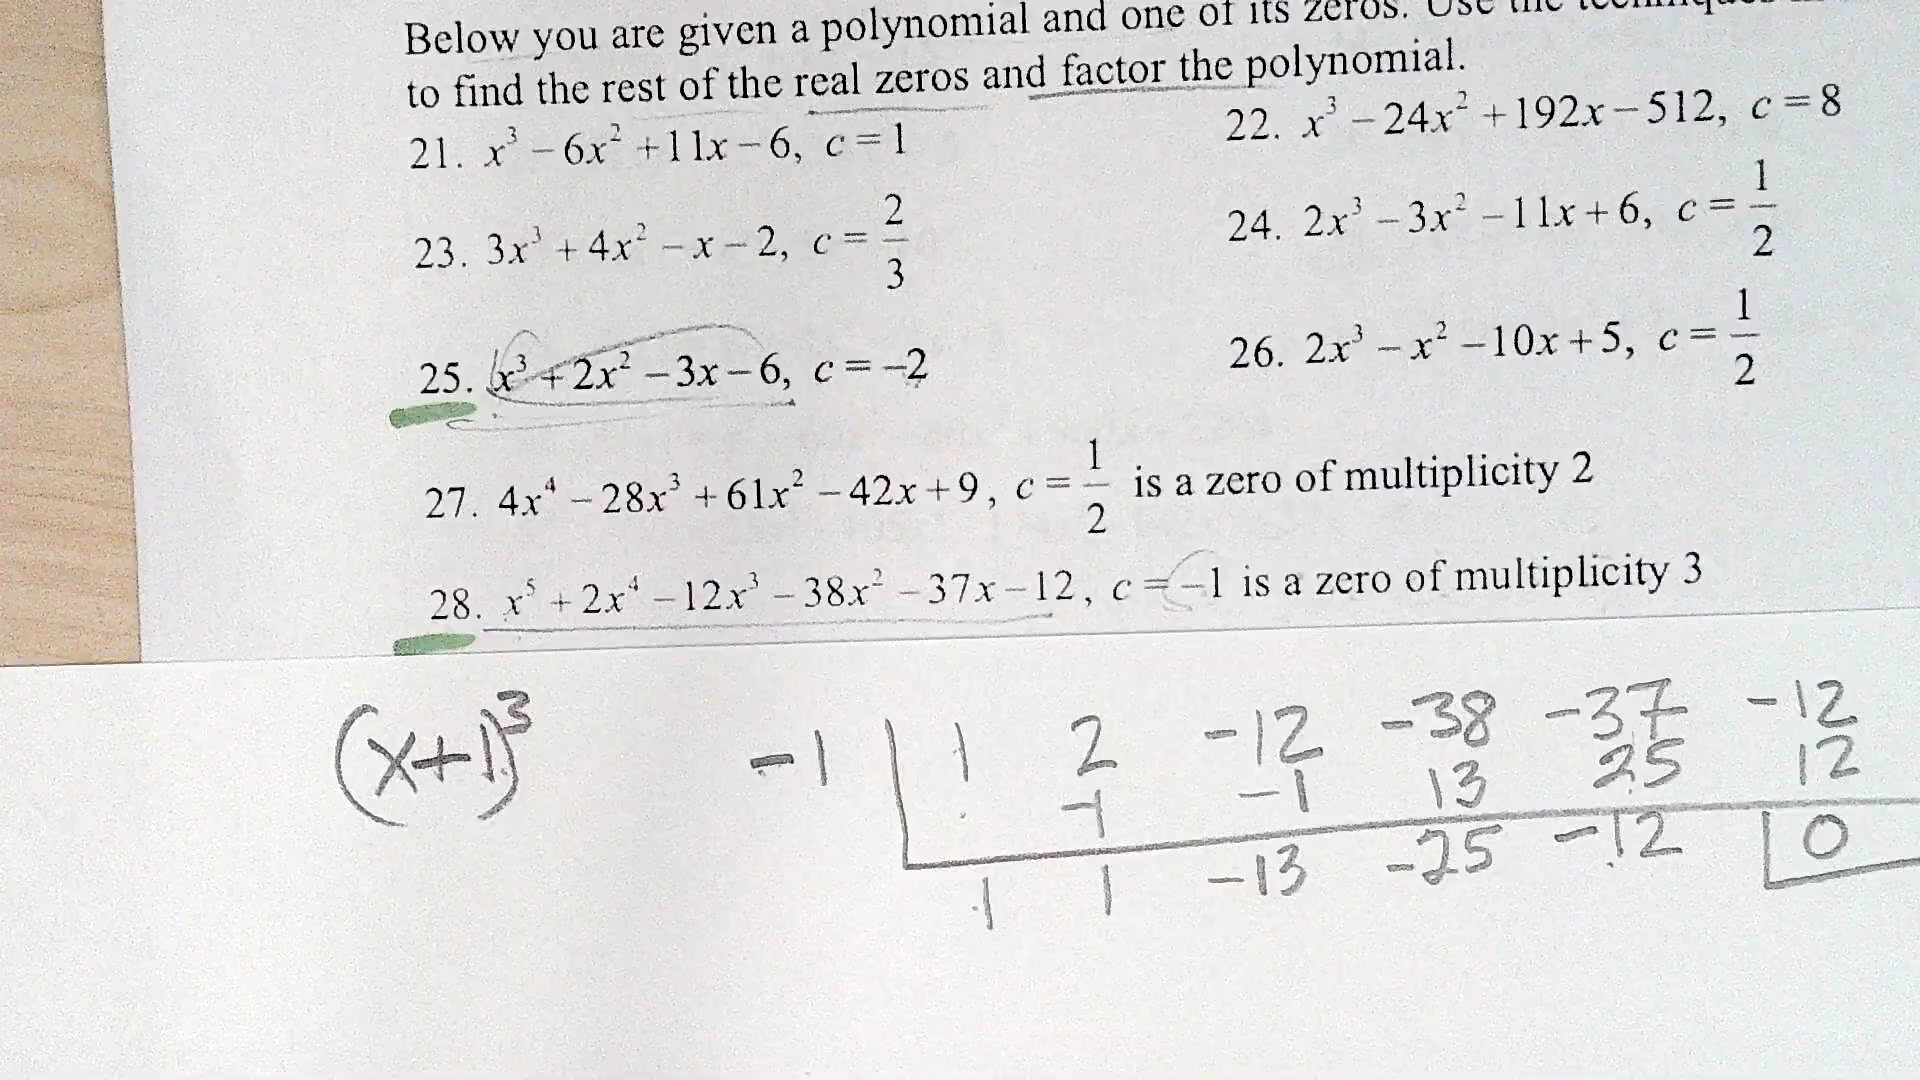 Below you are given a polynomial and one of its zeros. Use the techniques
to find the rest of the real zeros and factor the polynomial.
21. x³ − 6x² + 11x − 6, c = 1
22. x³ − 24x² + 192x − 512, c = 8
23. 3x³ + 4x² − x − 2, c = 2/3
24. 2x³ − 3x² − 11x + 6, c = 1/2
25. x³ + 2x² − 3x − 6, c = −2
26. 2x³ − x² − 10x + 5, c = 1/2
27. 4x⁴ − 28x³ + 61x² − 42x + 9, c = 1/2 is a zero of multiplicity 2
28. x⁵ + 2x⁴ − 12x³ − 38x² − 37x − 12, c = −1 is a zero of multiplicity 3
(x+1)³
-1 | 1 2 -12 -38 -37 -12
-1 -1 13 25 12
1 1 -13 -25 -12 | 0